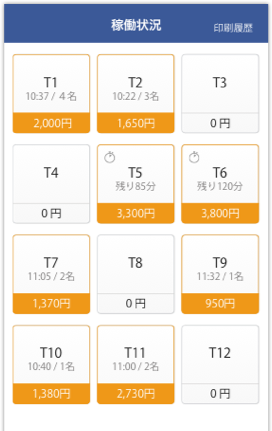 稼働状況 印刷履歴
T1 T2 T3
10:37 / 4名 10:22 / 3名
2,000円 1,650円 0円
T4 T5 T6
残り85分 残り120分
0円 3,300円 3,800円
T7 T8 T9
11:05 / 2名 11:32 / 1名
1,370円 0円 950円
T10 T11 T12
10:40 / 1名 11:00 / 2名
1,380円 2,730円 0円